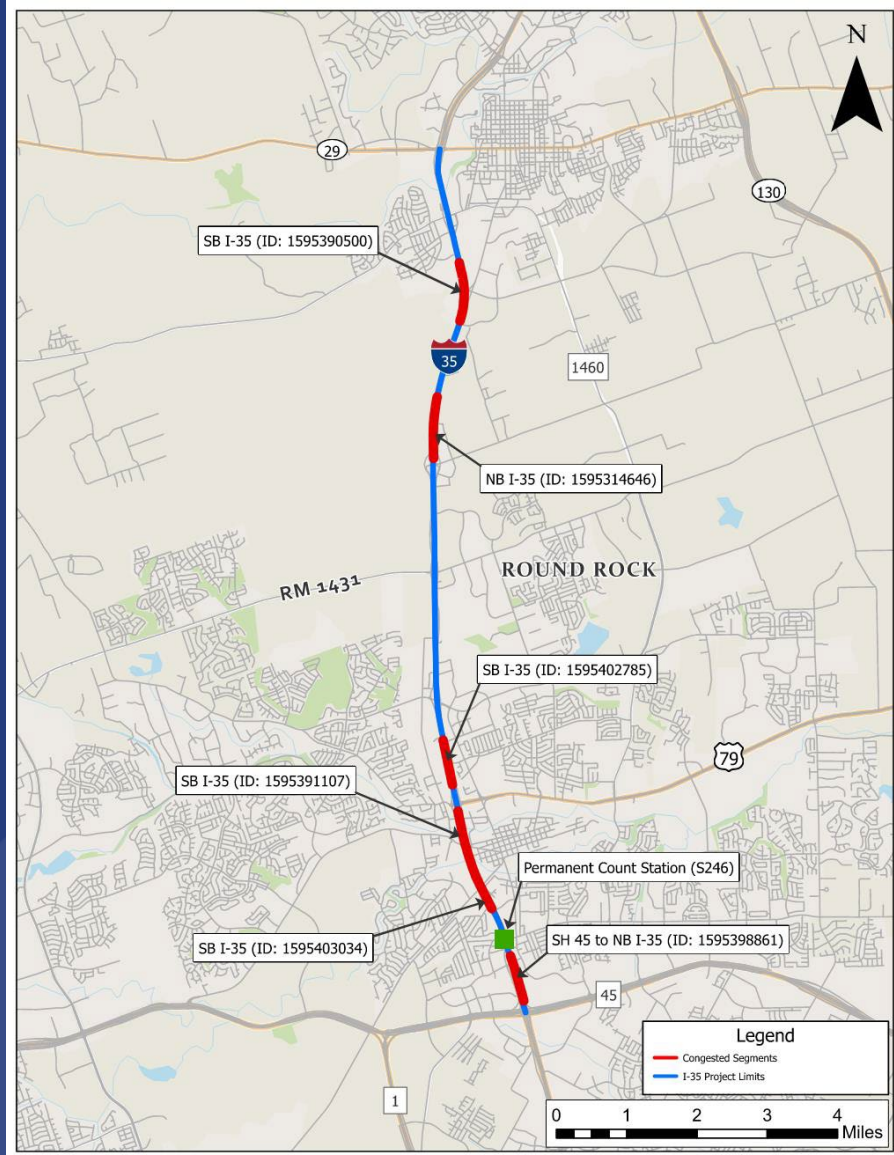 N
29
130
SB I-35 (ID: 1595390500)
35
1460
NB I-35 (ID: 1595314646)
ROUND ROCK
RM 1431
SB I-35 (ID: 1595402785)
79
SB I-35 (ID: 1595391107)
Permanent Count Station (S246)
SB I-35 (ID: 1595403034)
SH 45 to NB I-35 (ID: 1595398861)
45
Legend
Congested Segments
I-35 Project Limits
1
0 1 2 3 4
Miles